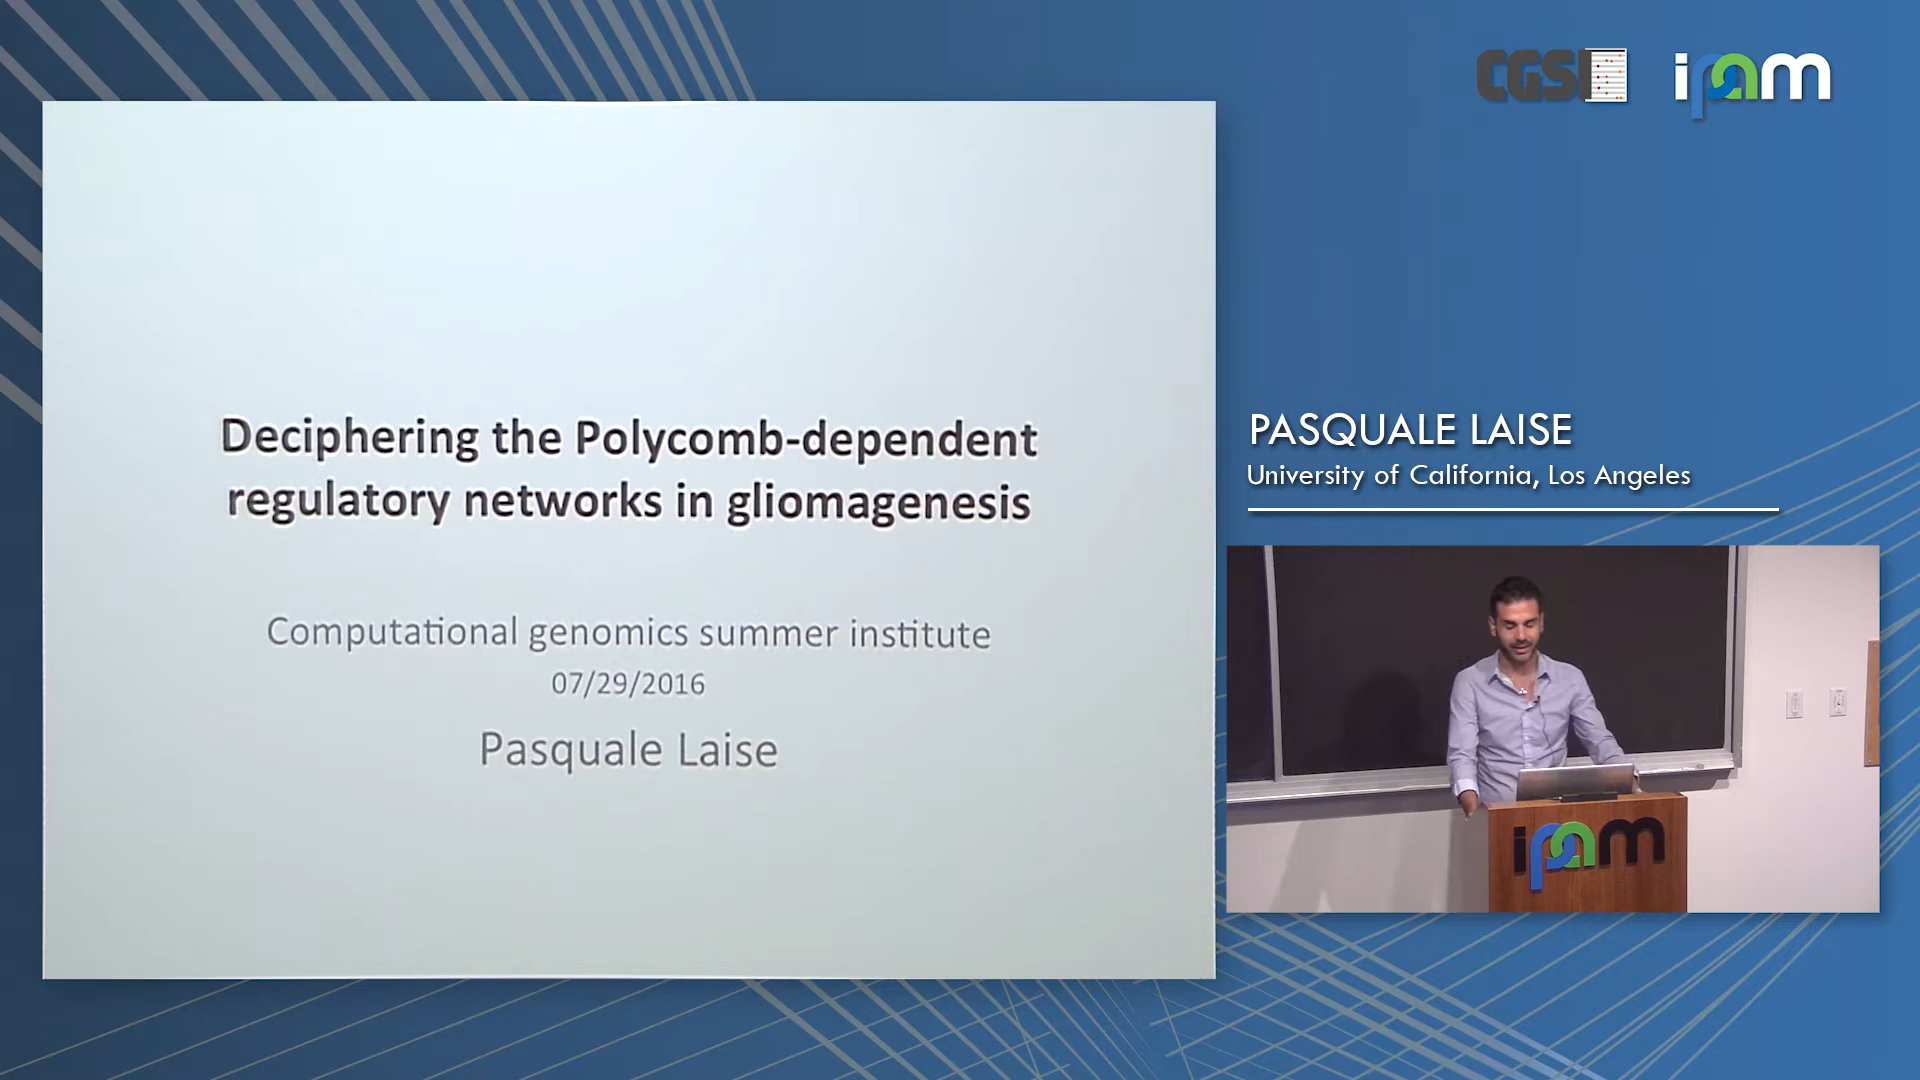 CGSI
ipam
Deciphering the Polycomb-dependent
regulatory networks in gliomagenesis
Computational genomics summer institute
07/29/2016
Pasquale Laise
PASQUALE LAISE
University of California, Los Angeles
ipam